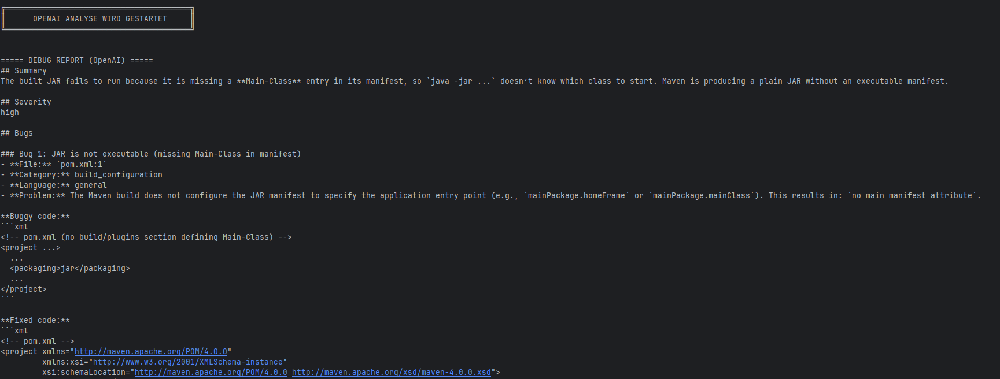 OPENAI ANALYSE WIRD GESTARTET
===== DEBUG REPORT (OpenAI) =====
## Summary
The built JAR fails to run because it is missing a **Main-Class** entry in its manifest, so `java -jar ...` doesn’t know which class to start. Maven is producing a plain JAR without an executable manifest.
## Severity
high
## Bugs
### Bug 1: JAR is not executable (missing Main-Class in manifest)
- **File:** `pom.xml:1`
- **Category:** build_configuration
- **Language:** general
- **Problem:** The Maven build does not configure the JAR manifest to specify the application entry point (e.g., `mainPackage.homeFrame` or `mainPackage.mainClass`). This results in: `no main manifest attribute`.
**Buggy code:**
```xml
<!-- pom.xml (no build/plugins section defining Main-Class) -->
<project ...>
  ...
  <packaging>jar</packaging>
  ...
</project>
```
**Fixed code:**
```xml
<!-- pom.xml -->
<project xmlns="http://maven.apache.org/POM/4.0.0"
         xmlns:xsi="http://www.w3.org/2001/XMLSchema-instance"
         xsi:schemaLocation="http://maven.apache.org/POM/4.0.0 http://maven.apache.org/xsd/maven-4.0.0.xsd">